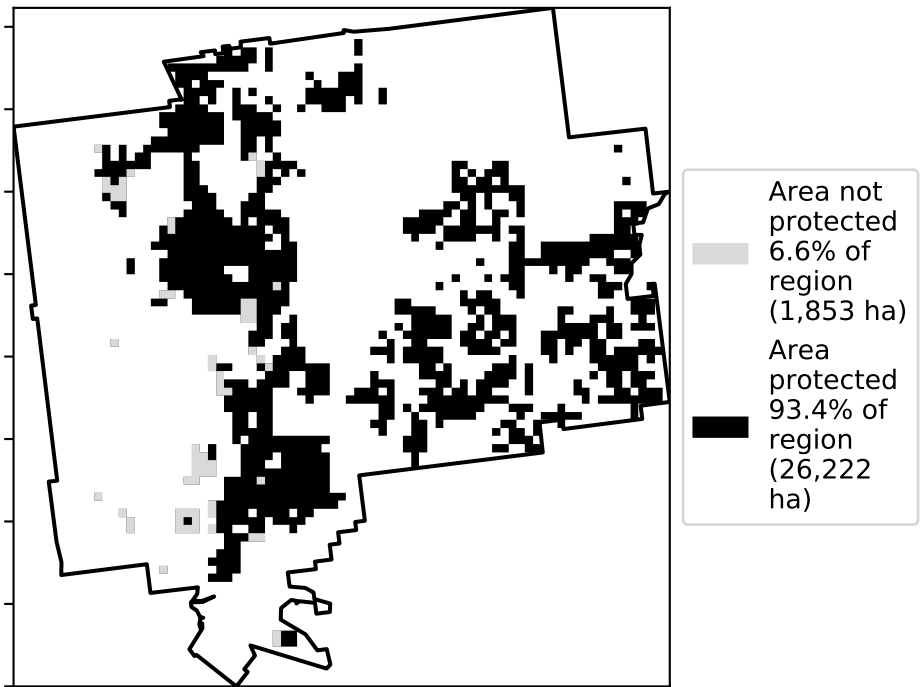 Area not
protected
6.6% of
region
(1,853 ha)
Area
protected
93.4% of
region
(26,222
ha)